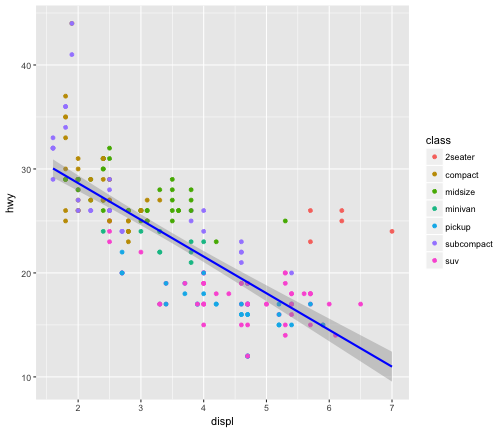 40
30
20
10
hwy
2
3
4
5
6
7
displ
class
2seater
compact
midsize
minivan
pickup
subcompact
suv